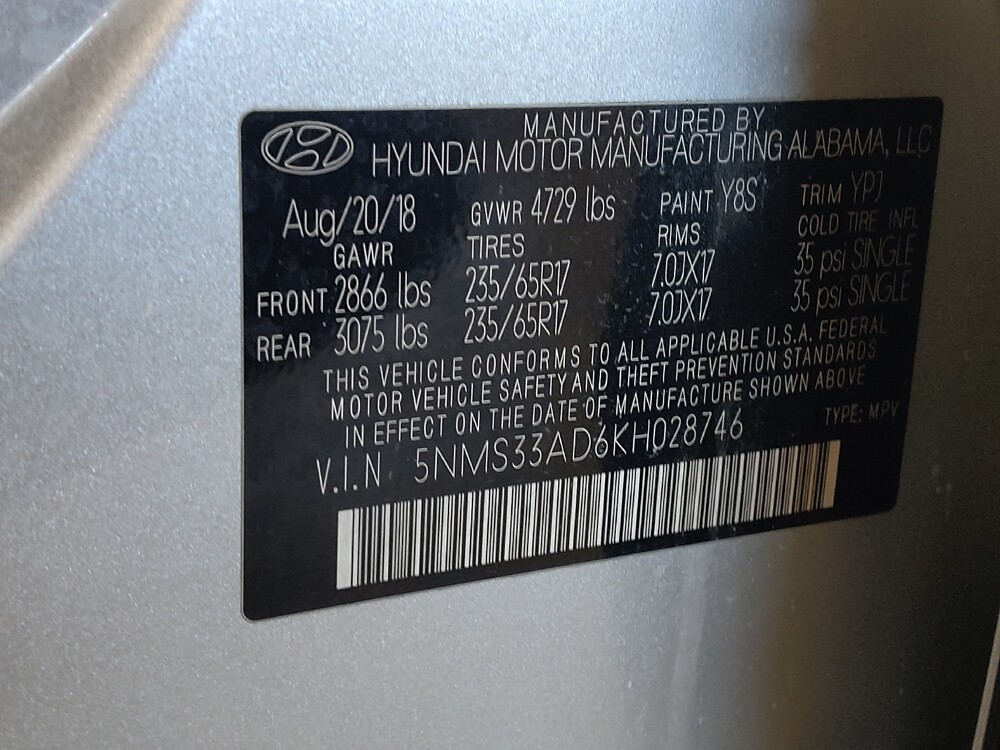 MANUFACTURED BY
HYUNDAI MOTOR MANUFACTURING ALABAMA, LLC
Aug/20/18 GVWR 4729 lbs PAINT Y8S TRIM YPJ
GAWR TIRES RIMS COLD TIRE INFL
FRONT 2866 lbs 235/65R17 7.0JX17 35 psi SINGLE
REAR 3075 lbs 235/65R17 7.0JX17 35 psi SINGLE
THIS VEHICLE CONFORMS TO ALL APPLICABLE U.S.A. FEDERAL
MOTOR VEHICLE SAFETY AND THEFT PREVENTION STANDARDS
IN EFFECT ON THE DATE OF MANUFACTURE SHOWN ABOVE
V.I.N 5NMS33AD6KH028746 TYPE: MPV